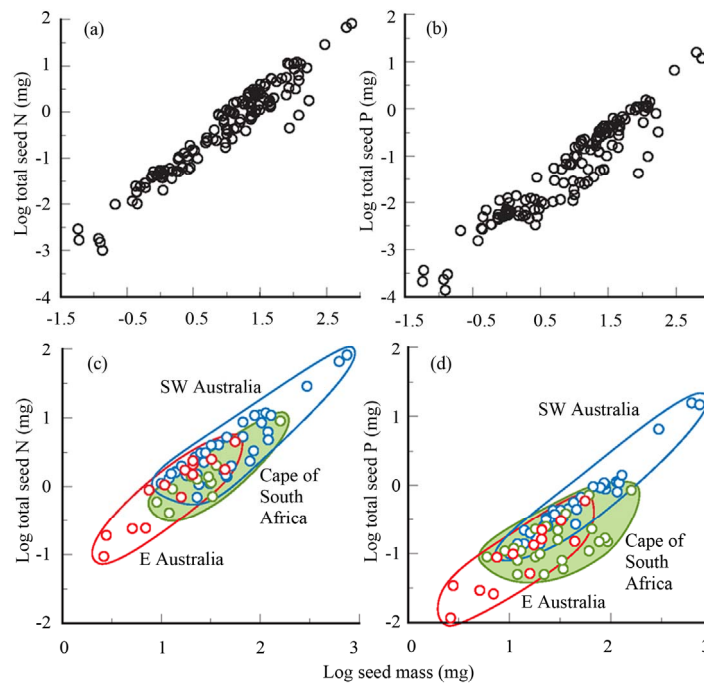 (a)
Log total seed N (mg)
2
1
0
-1
-2
-3
-4
-1.5
-0.5
0.5
1.5
2.5
(b)
Log total seed P (mg)
2
1
0
-1
-2
-3
-4
-1.5
-0.5
0.5
1.5
2.5
(c)
Log total seed N (mg)
2
1
0
-1
-2
SW Australia
Cape of
South
Africa
E Australia
0
1
2
3
(d)
Log total seed P (mg)
2
1
0
-1
-2
SW Australia
Cape of
South
Africa
E Australia
0
1
2
3
Log seed mass (mg)